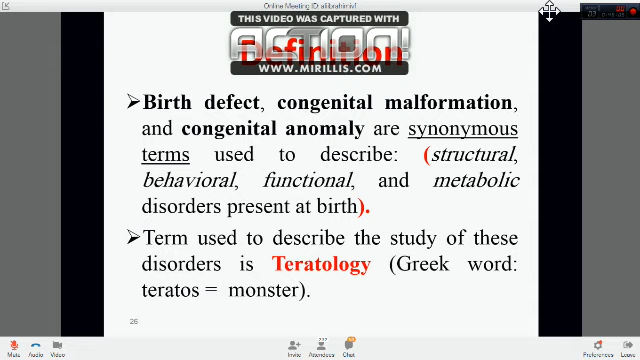 Online Meeting ID: aliibrahimivf
THIS VIDEO WAS CAPTURED WITH
ACTION!
WWW.MIRILLIS.COM
Definition
➢Birth defect, congenital malformation,
and congenital anomaly are synonymous
terms used to describe: (structural,
behavioral, functional, and metabolic
disorders present at birth).
➢Term used to describe the study of these
disorders is Teratology (Greek word:
teratos = monster).
26
Mute Audio Video Invite Attendees Chat Preferences Leave